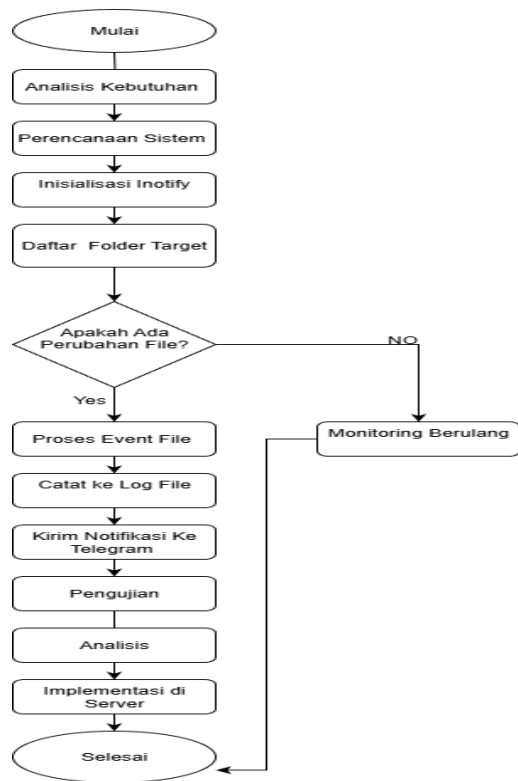 Mulai
Analisis Kebutuhan
Perencanaan Sistem
Inisialisasi Inotify
Daftar Folder Target
Apakah Ada
Perubahan File?
NO
Yes
Proses Event File
Monitoring Berulang
Catat ke Log File
Kirim Notifikasi Ke
Telegram
Pengujian
Analisis
Implementasi di
Server
Selesai